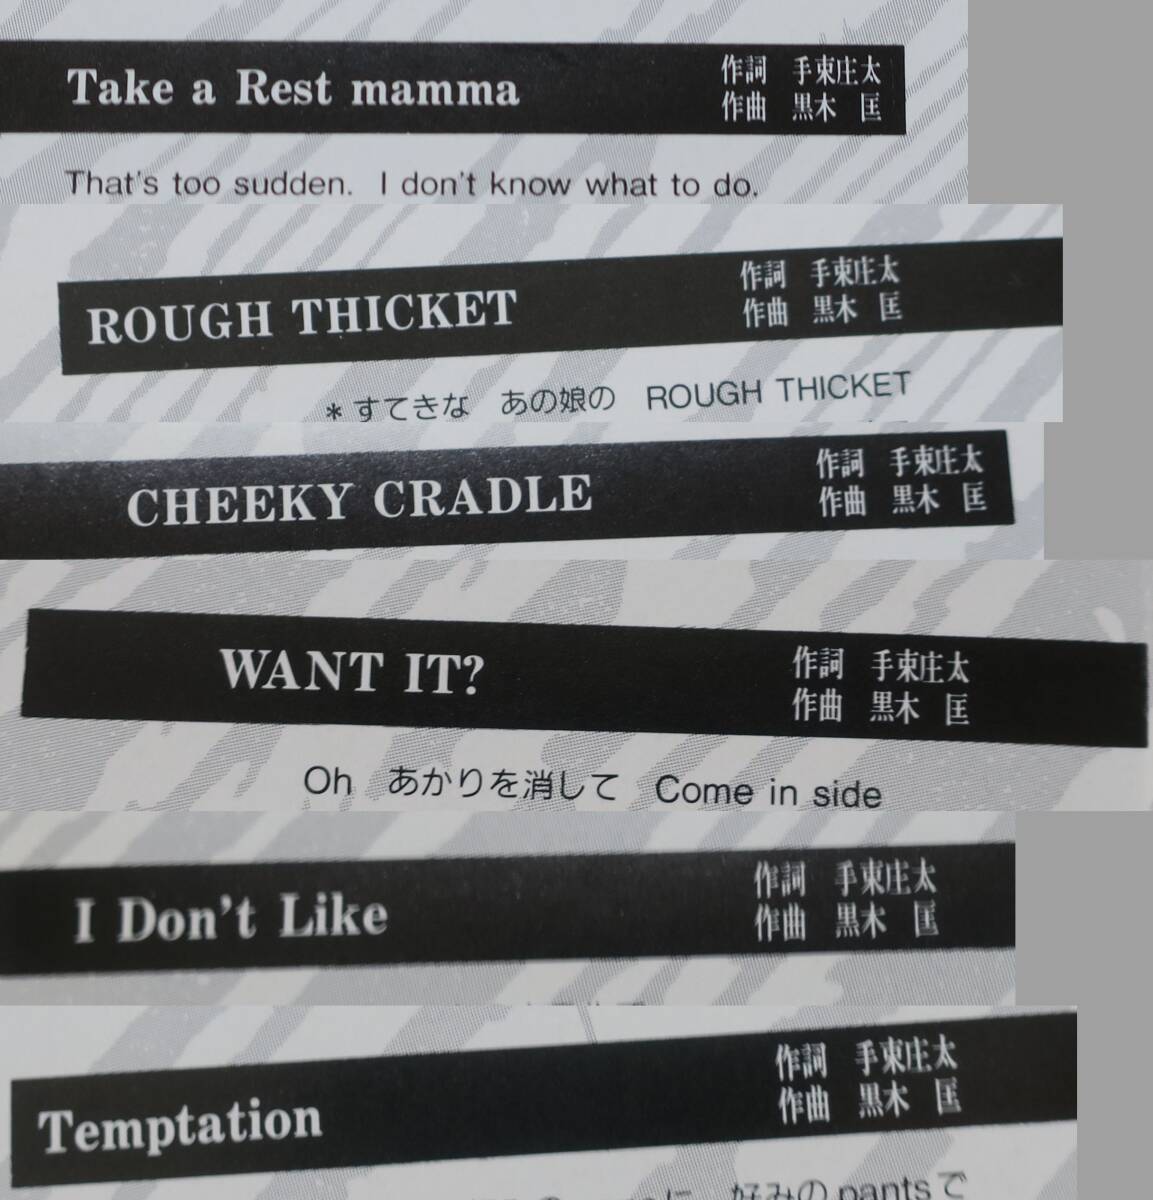 Take a Rest mamma
作詞　手束庄太
作曲　黒木　匡
That's too sudden.　I don't know what to do.
ROUGH THICKET
作詞　手束庄太
作曲　黒木　匡
＊すてきな　あの娘の　ROUGH THICKET
CHEEKY CRADLE
作詞　手束庄太
作曲　黒木　匡
WANT IT?
作詞　手束庄太
作曲　黒木　匡
Oh　あかりを消して　Come in side
I Don't Like
作詞　手束庄太
作曲　黒木　匡
Temptation
作詞　手束庄太
作曲　黒木　匡
好みの pantsで